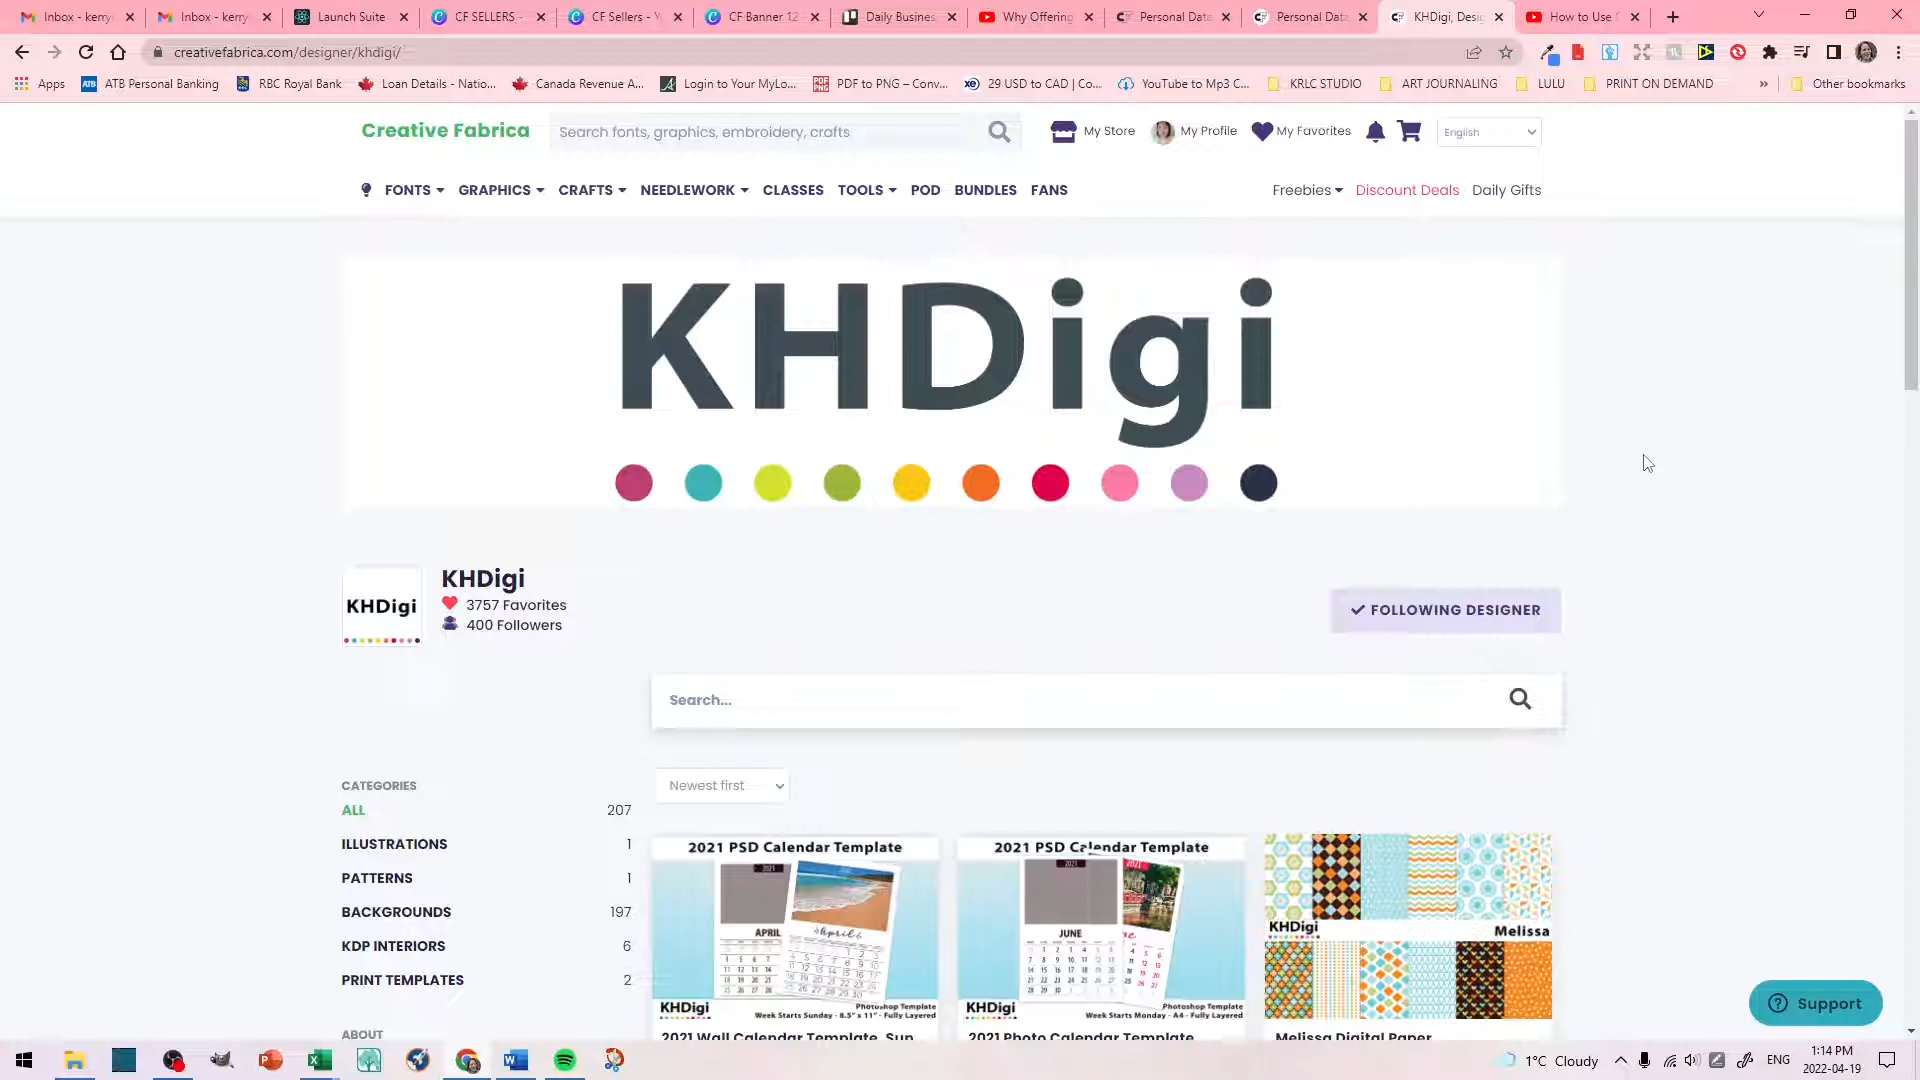 Inbox - kerry
Inbox - kerry
Launch Suite
CF SELLERS -
CF Sellers - Y
CF Banner 12
Daily Busines
Why Offering
Personal Data
Personal Data
KHDigi, Desig
How to Use C
creativefabrica.com/designer/khdigi/
Apps
ATB Personal Banking
RBC Royal Bank
Loan Details - Natio...
Canada Revenue A...
Login to Your MyLo...
PDF to PNG – Conv...
29 USD to CAD | Co...
YouTube to Mp3 C...
KRLC STUDIO
ART JOURNALING
LULU
PRINT ON DEMAND
»
Other bookmarks
Creative Fabrica
Search fonts, graphics, embroidery, crafts
My Store
My Profile
My Favorites
English
FONTS
GRAPHICS
CRAFTS
NEEDLEWORK
CLASSES
TOOLS
POD
BUNDLES
FANS
Freebies
Discount Deals
Daily Gifts
KHDigi
KHDigi
KHDigi
3757 Favorites
400 Followers
FOLLOWING DESIGNER
Search...
Newest first
CATEGORIES
ALL 207
ILLUSTRATIONS 1
PATTERNS 1
BACKGROUNDS 197
KDP INTERIORS 6
PRINT TEMPLATES 2
ABOUT
2021 PSD Calendar Template
2021
APRIL
April
KHDigi
Photoshop Template
Week Starts Sunday - 8.5" x 11" - Fully Layered
2021 Wall Calendar Template, Sun
2021 PSD Calendar Template
2021
2021
JUNE
KHDigi
Photoshop Template
Week Starts Monday - A4 - Fully Layered
2021 Photo Calendar Template
KHDigi
Melissa
Melissa Digital Paper
Support
1°C Cloudy
ENG
1:14 PM
2022-04-19